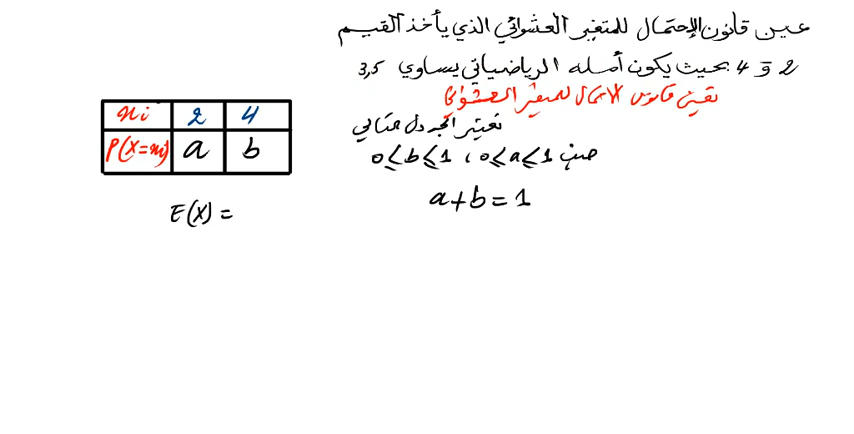 عين قانون الإحتمال للمتغير العشوائي الذي يأخذ القيم
2 و 4 بحيث يكون أمله الرياضياتي يساوي 3,5
تعيين قانون الاحتمال للمتغير العشوائي
نعتبر الجدول التالي
حيث 0⩽a⩽1 ، 0⩽b⩽1
a+b=1
xi 2 4
P(X=xi) a b
E(X)=